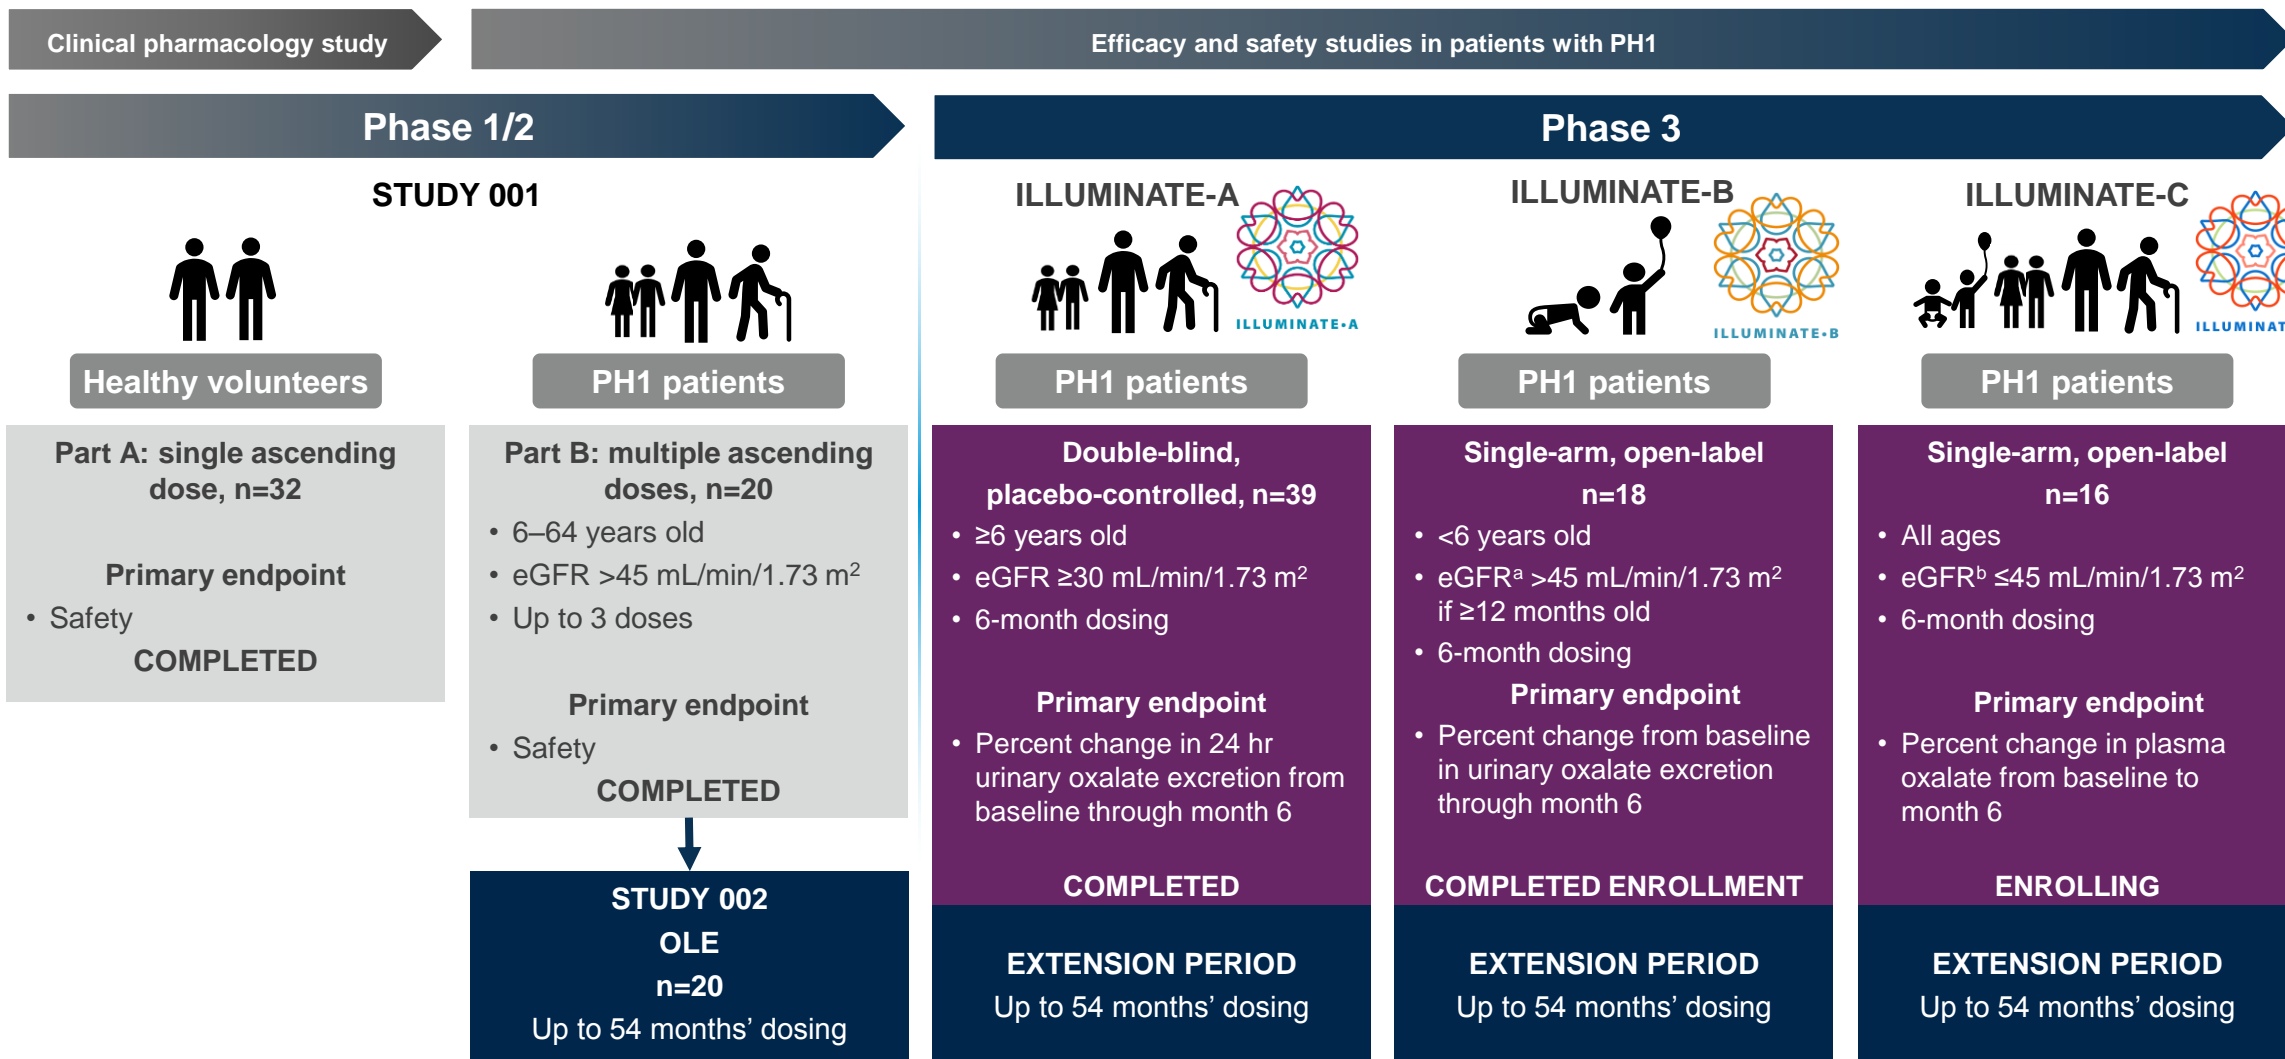 Clinical pharmacology study
Efficacy and safety studies in patients with PH1
Phase 1/2
Phase 3
STUDY 001
Healthy volunteers
Part A: single ascending
dose, n=32
Primary endpoint
• Safety
COMPLETED
PH1 patients
Part B: multiple ascending
doses, n=20
• 6–64 years old
• eGFR >45 mL/min/1.73 m²
• Up to 3 doses
Primary endpoint
• Safety
COMPLETED
STUDY 002
OLE
n=20
Up to 54 months’ dosing
ILLUMINATE-A
ILLUMINATE•A
PH1 patients
Double-blind,
placebo-controlled, n=39
• ≥6 years old
• eGFR ≥30 mL/min/1.73 m²
• 6-month dosing
Primary endpoint
• Percent change in 24 hr
urinary oxalate excretion from
baseline through month 6
COMPLETED
EXTENSION PERIOD
Up to 54 months’ dosing
ILLUMINATE-B
ILLUMINATE•B
PH1 patients
Single-arm, open-label
n=18
• <6 years old
• eGFRᵃ >45 mL/min/1.73 m²
if ≥12 months old
• 6-month dosing
Primary endpoint
• Percent change from baseline
in urinary oxalate excretion
through month 6
COMPLETED ENROLLMENT
EXTENSION PERIOD
Up to 54 months’ dosing
ILLUMINATE-C
ILLUMINAT
PH1 patients
Single-arm, open-label
n=16
• All ages
• eGFRᵇ ≤45 mL/min/1.73 m²
• 6-month dosing
Primary endpoint
• Percent change in plasma
oxalate from baseline to
month 6
ENROLLING
EXTENSION PERIOD
Up to 54 months’ dosing